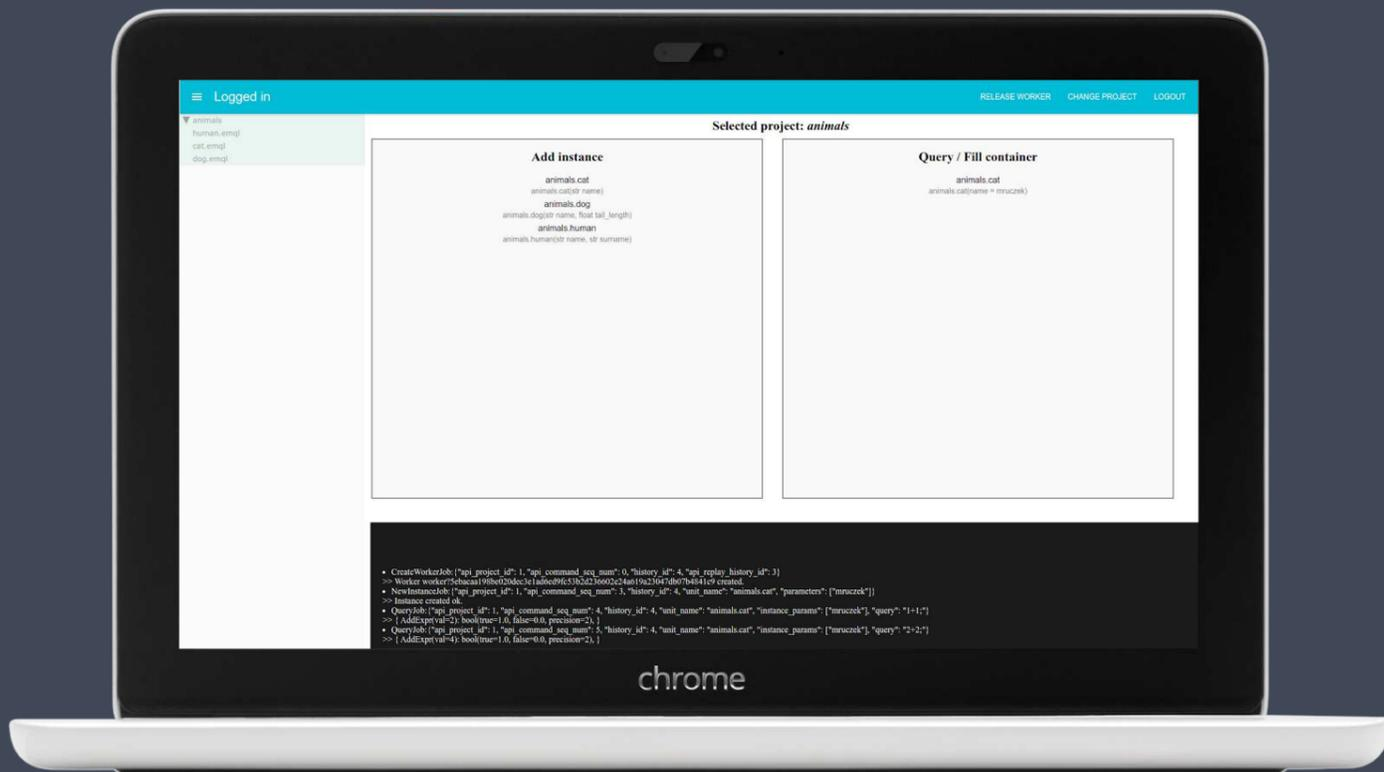 Logged in
RELEASE WORKER CHANGE PROJECT LOGOUT
animals
human.emql
cat.emql
dog.emql
Selected project: animals
Add instance
animals.cat
animals.cat(str name)
animals.dog
animals.dog(str name, float tail_length)
animals.human
animals.human(str name, str surname)
Query / Fill container
animals.cat
animals.cat(name = mruczek)
• CreateWorkerJob: {"api_project_id": 1, "api_command_seq_num": 0, "history_id": 4, "api_replay_history_id": 3}
>> Worker created.
• NewInstanceJob: {"api_project_id": 1, "api_command_seq_num": 3, "history_id": 4, "unit_name": "animals.cat", "parameters": ["mruczek"]}
>> Instance created ok.
• QueryJob: {"api_project_id": 1, "api_command_seq_num": 4, "history_id": 4, "unit_name": "animals.cat", "instance_params": ["mruczek"], "query": "1+1;"}
>> { AddExpr(val=2): bool(true=1.0, false=0.0, precision=2), }
• QueryJob: {"api_project_id": 1, "api_command_seq_num": 5, "history_id": 4, "unit_name": "animals.cat", "instance_params": ["mruczek"], "query": "2+2;"}
>> { AddExpr(val=4): bool(true=1.0, false=0.0, precision=2), }
chrome